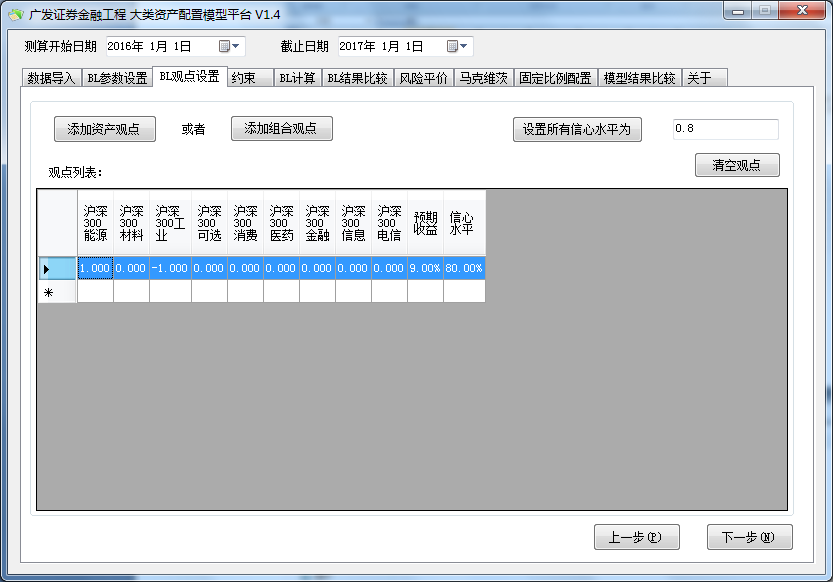 广发证券金融工程 大类资产配置模型平台 V1.4
测算开始日期 2016年 1月 1日 截止日期 2017年 1月 1日
数据导入 BL参数设置 BL观点设置 约束 BL计算 BL结果比较 风险平价 马克维茨 固定比例配置 模型结果比较 关于
添加资产观点 或者 添加组合观点 设置所有信心水平为 0.8
清空观点
观点列表:
沪深300能源 沪深300材料 沪深300工业 沪深300可选 沪深300消费 沪深300医药 沪深300金融 沪深300信息 沪深300电信 预期收益 信心水平
1.000 0.000 -1.000 0.000 0.000 0.000 0.000 0.000 0.000 9.00% 80.00%
*
上一步(P) 下一步(N)